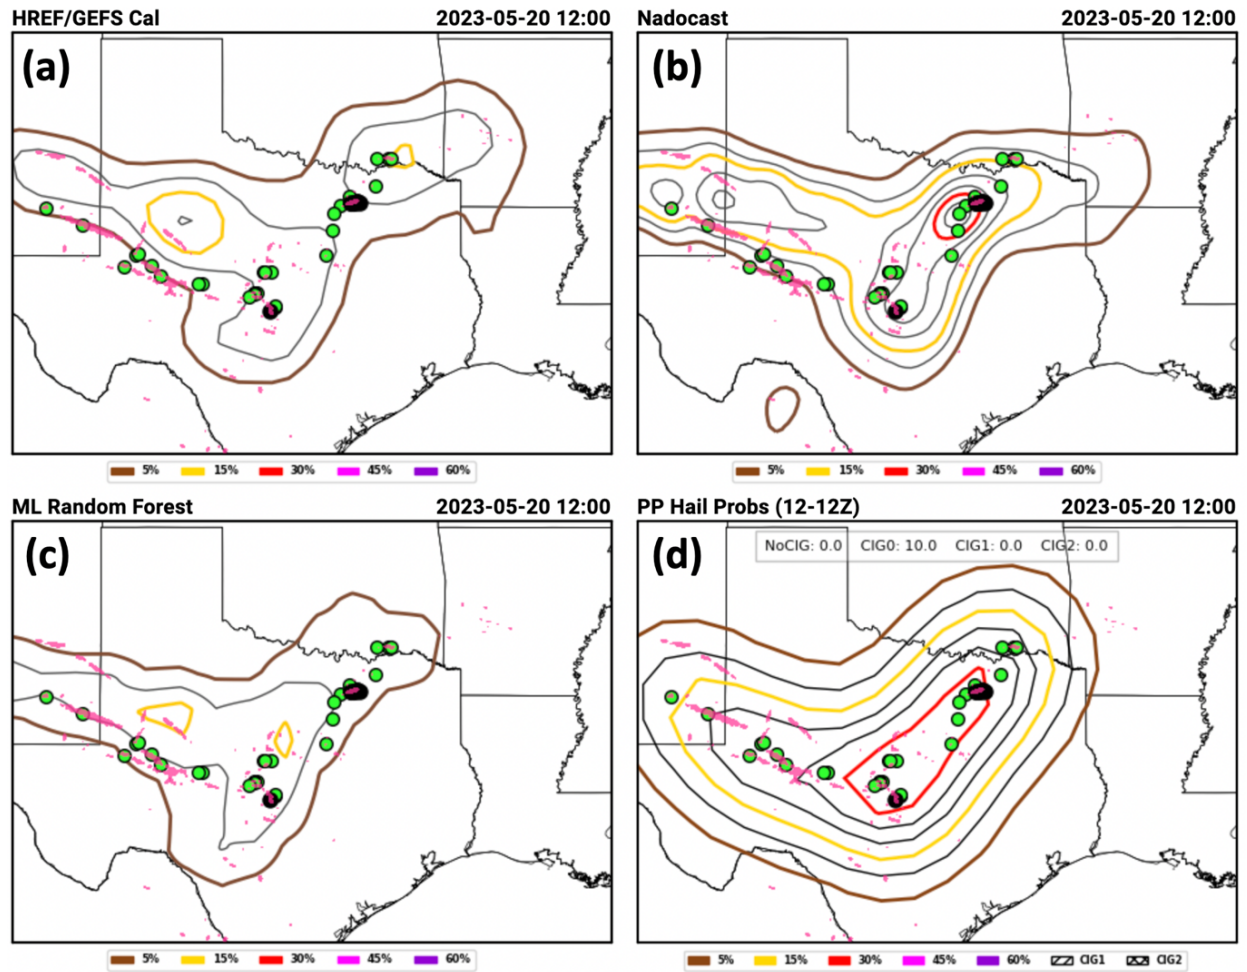 HREF/GEFS Cal 2023-05-20 12:00
(a)
5% 15% 30% 45% 60%
Nadocast 2023-05-20 12:00
(b)
5% 15% 30% 45% 60%
ML Random Forest 2023-05-20 12:00
(c)
5% 15% 30% 45% 60%
PP Hail Probs (12-12Z) 2023-05-20 12:00
(d)
NoCIG: 0.0 CIG0: 10.0 CIG1: 0.0 CIG2: 0.0
5% 15% 30% 45% 60% CIG1 CIG2